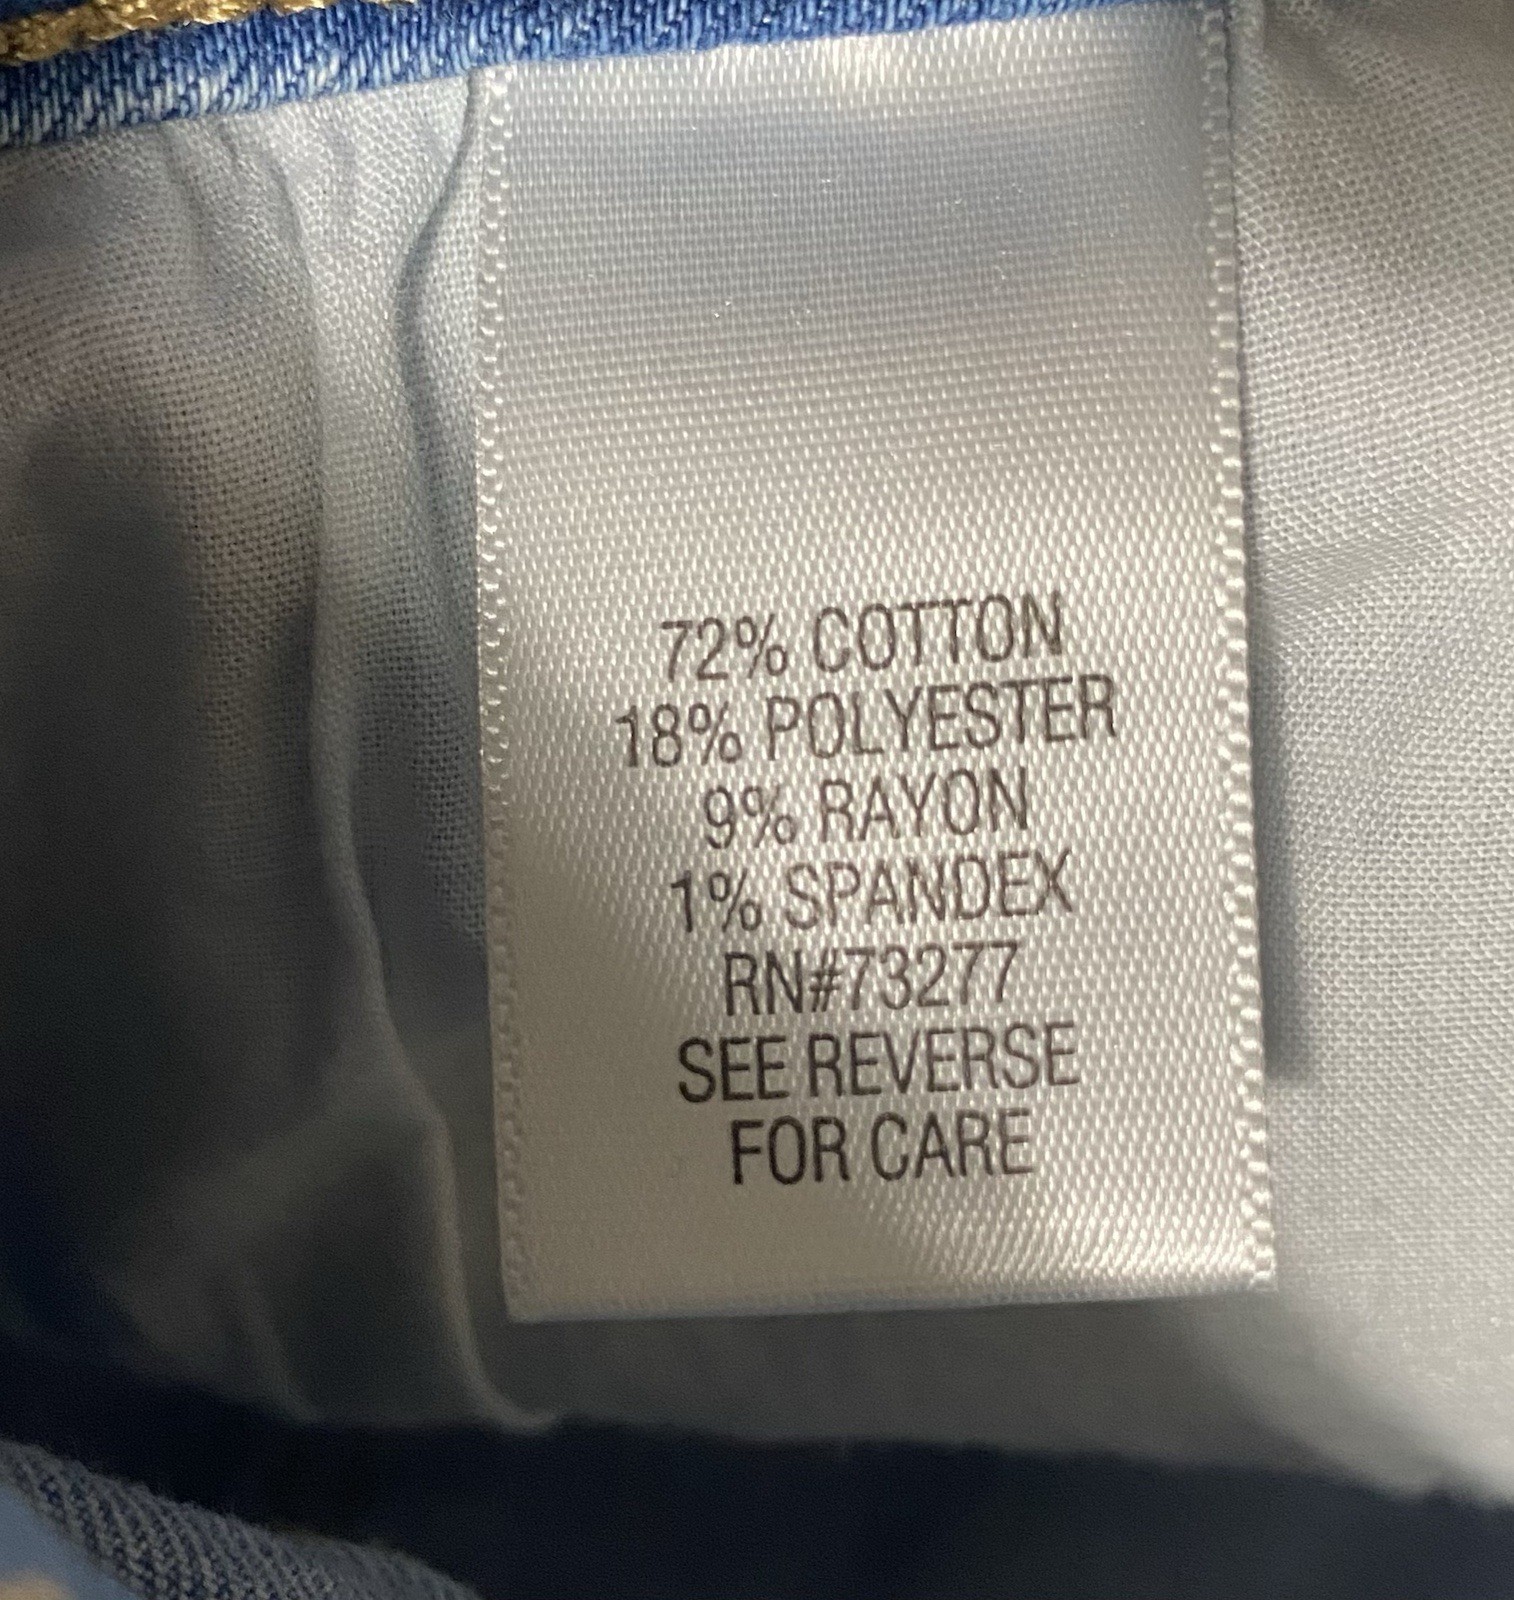 72% COTTON
18% POLYESTER
9% RAYON
1% SPANDEX
RN#73277
SEE REVERSE
FOR CARE